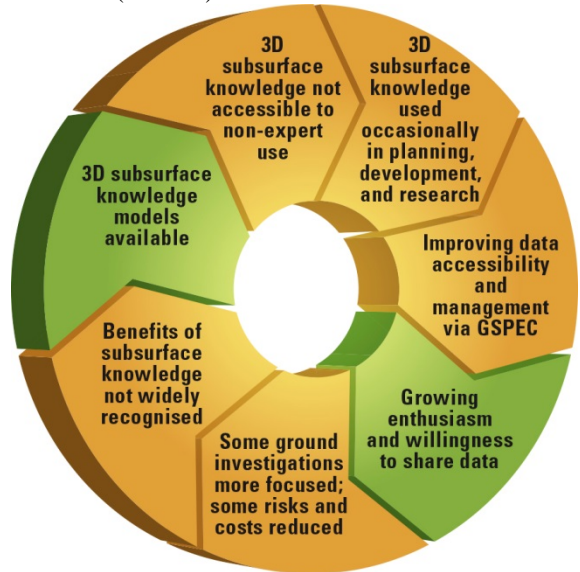 3D
subsurface
knowledge not
accessible to
non-expert
use
3D
subsurface
knowledge
used
occasionally
in planning,
development,
and research
Improving data
accessibility
and
management
via GSPEC
Growing
enthusiasm
and willingness
to share data
Some ground
investigations
more focused;
some risks and
costs reduced
Benefits of
subsurface
knowledge
not widely
recognised
3D subsurface
knowledge
models
available